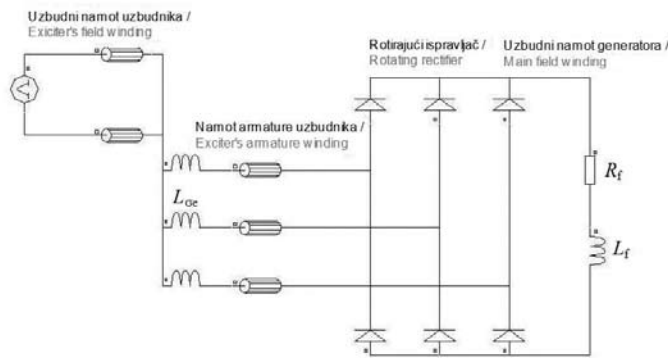 Uzbudni namot uzbudnika /
Exiciter's field winding
Rotirajući ispravljač /
Rotating rectifier
Uzbudni namot generatora /
Main field winding
Namot armature uzbudnika /
Exciter's armature winding
L_Ge
R_f
L_f